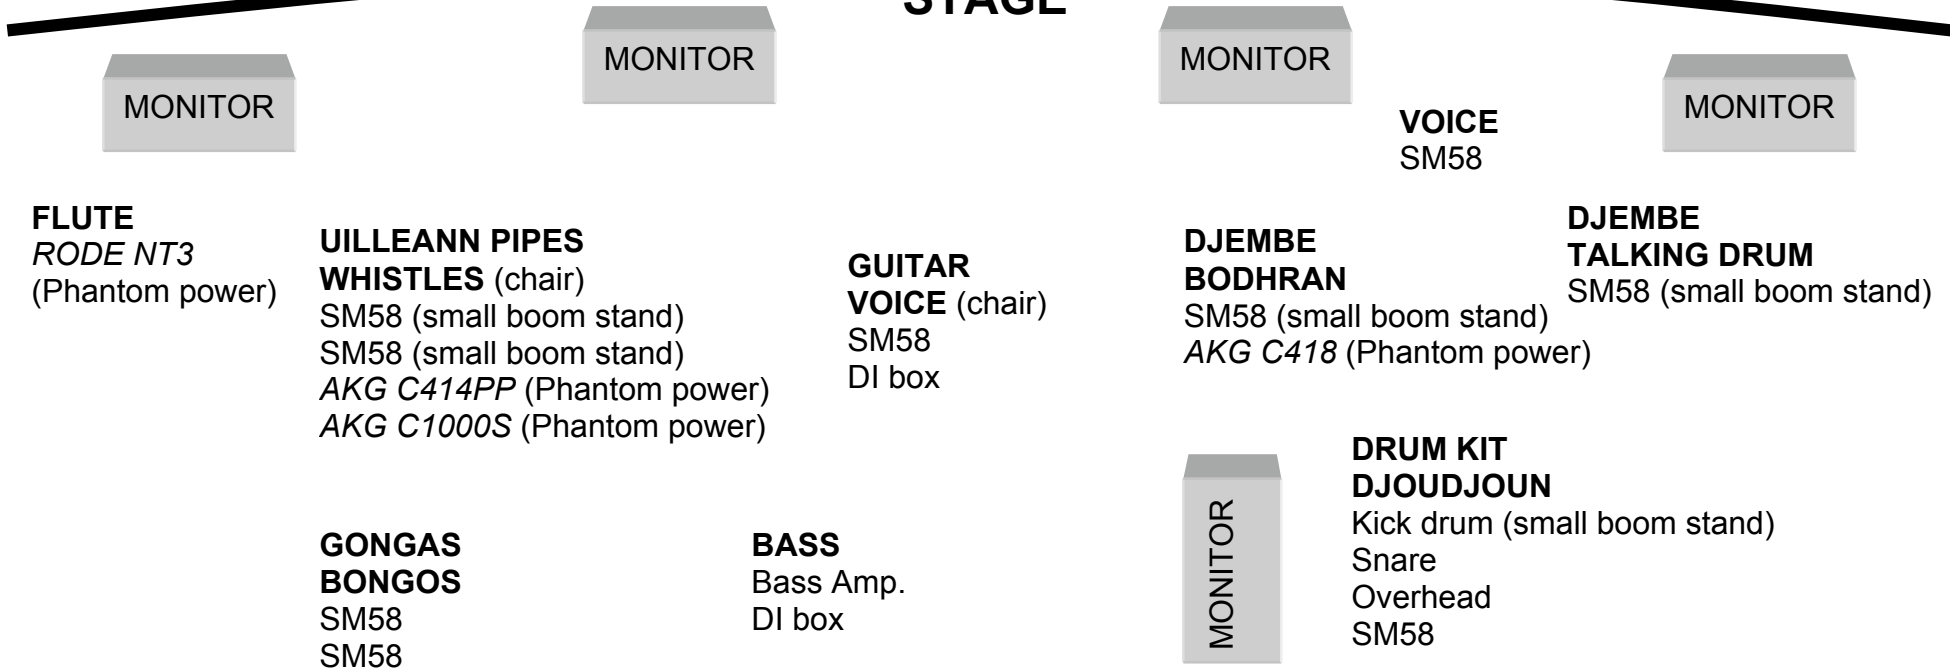 STAGE
MONITOR
MONITOR
MONITOR
MONITOR
VOICE
SM58
FLUTE
RODE NT3
(Phantom power)
UILLEANN PIPES
WHISTLES (chair)
SM58 (small boom stand)
SM58 (small boom stand)
AKG C414PP (Phantom power)
AKG C1000S (Phantom power)
GUITAR
VOICE (chair)
SM58
DI box
DJEMBE
BODHRAN
SM58 (small boom stand)
AKG C418 (Phantom power)
DJEMBE
TALKING DRUM
SM58 (small boom stand)
GONGAS
BONGOS
SM58
SM58
BASS
Bass Amp.
DI box
MONITOR
DRUM KIT
DJOUDJOUN
Kick drum (small boom stand)
Snare
Overhead
SM58